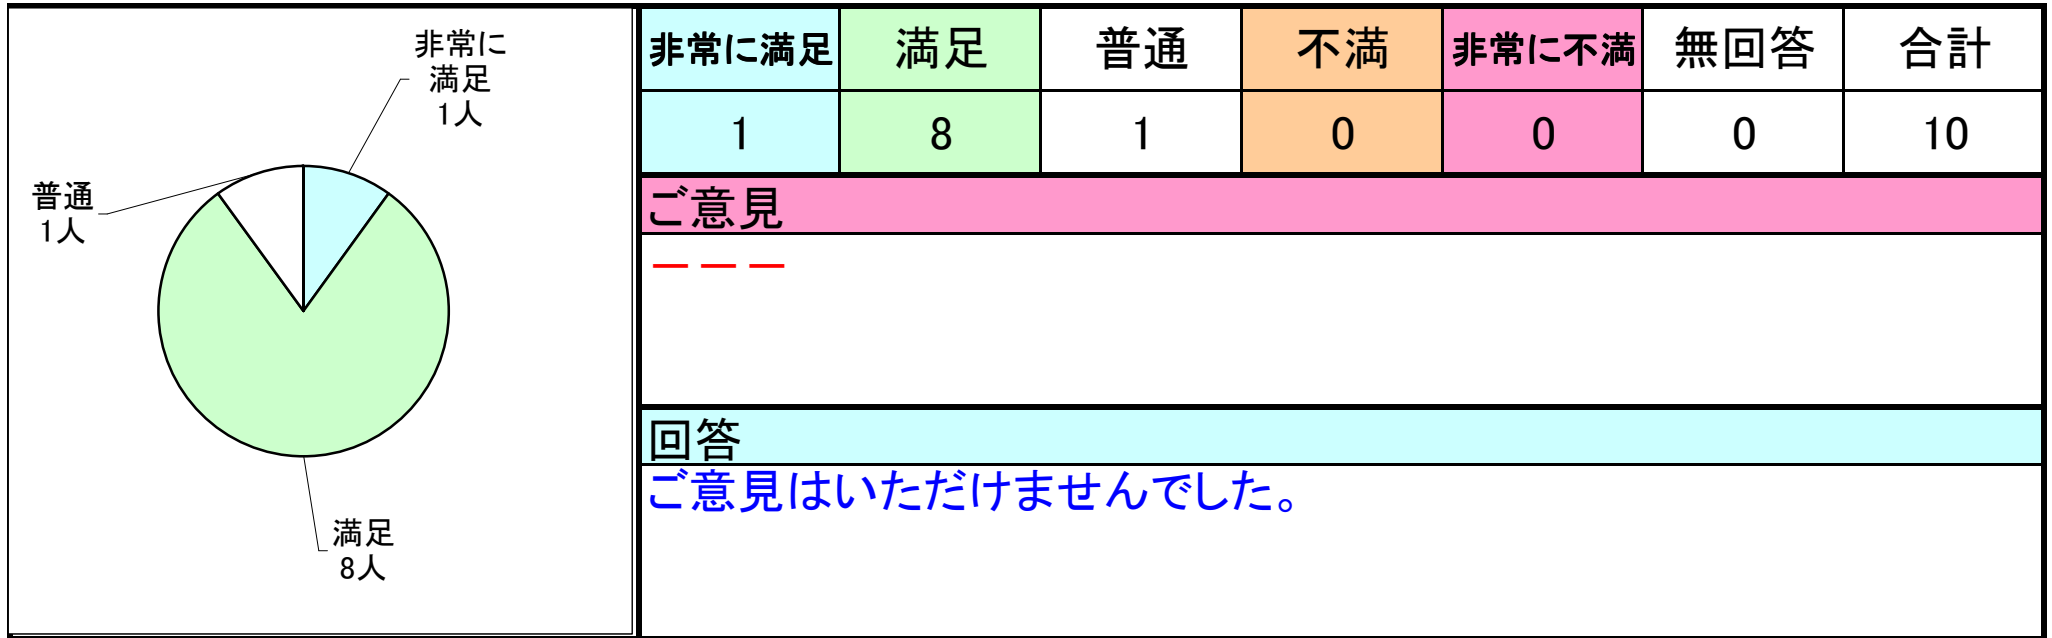 非常に
満足
1人
普通
1人
満足
8人
非常に満足 満足 普通 不満 非常に不満 無回答 合計
1 8 1 0 0 0 10
ご意見
－－－
回答
ご意見はいただけませんでした。